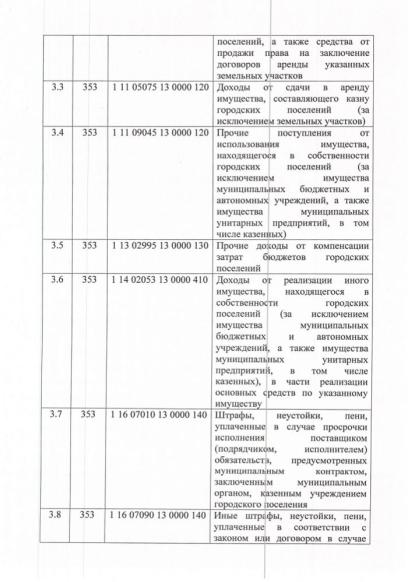 поселений, а также средства от
продажи права на заключение
договоров аренды указанных
земельных участков
3.3 353 1 11 05075 13 0000 120 Доходы от сдачи в аренду
имущества, составляющего казну
городских поселений (за
исключением земельных участков)
3.4 353 1 11 09045 13 0000 120 Прочие поступления от
использования имущества,
находящегося в собственности
городских поселений (за
исключением имущества
муниципальных бюджетных и
автономных учреждений, а также
имущества муниципальных
унитарных предприятий, в том
числе казенных)
3.5 353 1 13 02995 13 0000 130 Прочие доходы от компенсации
затрат бюджетов городских
поселений
3.6 353 1 14 02053 13 0000 410 Доходы от реализации иного
имущества, находящегося в
собственности городских
поселений (за исключением
имущества муниципальных
бюджетных и автономных
учреждений, а также имущества
муниципальных унитарных
предприятий, в том числе
казенных), в части реализации
основных средств по указанному
имуществу
3.7 353 1 16 07010 13 0000 140 Штрафы, неустойки, пени,
уплаченные в случае просрочки
исполнения поставщиком
(подрядчиком, исполнителем)
обязательств, предусмотренных
муниципальным контрактом,
заключенным муниципальным
органом, казенным учреждением
городского поселения
3.8 353 1 16 07090 13 0000 140 Иные штрафы, неустойки, пени,
уплаченные в соответствии с
законом или договором в случае